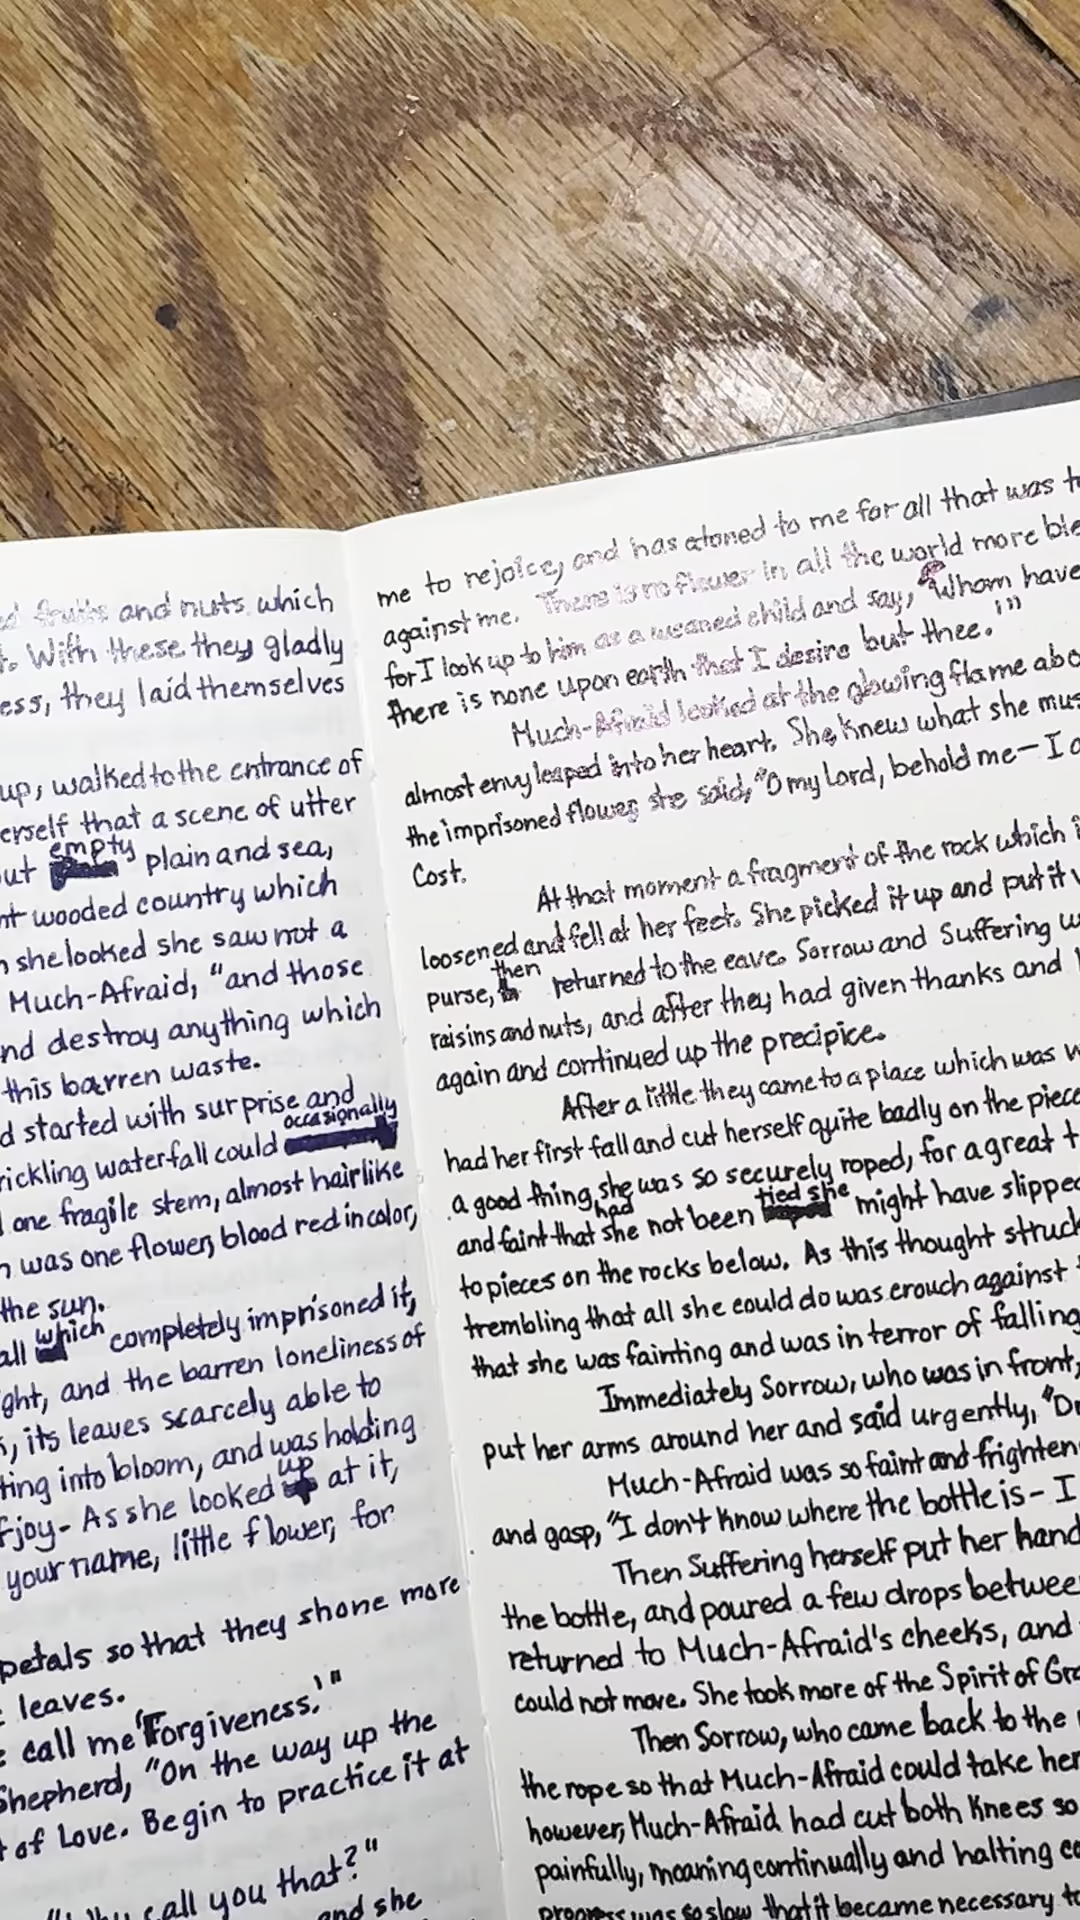 fruits and nuts which
With these they gladly
ess, they laid themselves
up, walked to the entrance of
erself that a scene of utter
out empty plain and sea,
nt wooded country which
n she looked she saw not a
Much-Afraid, "and those
nd destroy anything which
this barren waste.
d started with surprise and
rickling waterfall could occasionally
one fragile stem, almost hairlike
n was one flower, blood red in color,
the sun.
all which completely imprisoned it,
ght, and the barren loneliness of
s, its leaves scarcely able to
ting into bloom, and was holding
f joy- As she looked up at it,
your name, little flower, for
petals so that they shone more
leaves.
call me 'Forgiveness.'"
Shepherd, "On the way up the
t of Love. Begin to practice it at
call you that?"
and she
me to rejoice, and has atoned to me for all that was
against me. There is no flower in all the world more ble
for I look up to him as a weaned child and say, "Whom have
there is none upon earth that I desire but thee.'"
Much-Afraid looked at the glowing flame abo
almost envy leaped into her heart. She knew what she mus
the imprisoned flower, she said, "O my Lord, behold me—I a
Cost.
At that moment a fragment of the rock which
loosened and fell at her feet. She picked it up and put it
purse, then returned to the cave. Sorrow and Suffering w
raisins and nuts, and after they had given thanks and
again and continued up the precipice.
After a little they came to a place which was
had her first fall and cut herself quite badly on the piece
a good thing she was so securely roped, for a great t
and faint that had she not been tied she might have slipped
to pieces on the rocks below. As this thought struck
trembling that all she could do was crouch against
that she was fainting and was in terror of falling
Immediately Sorrow, who was in front,
put her arms around her and said urgently, "D
Much-Afraid was so faint and frighten
and gasp, "I don't know where the bottle is- I
Then Suffering herself put her hand
the bottle, and poured a few drops betwee
returned to Much-Afraid's cheeks, and
could not move. She took more of the Spirit of Gra
Then Sorrow, who came back to the
the rope so that Much-Afraid could take her
however, Much-Afraid had cut both knees so
painfully, moaning continually and halting co
progress was so slow that it became necessary to